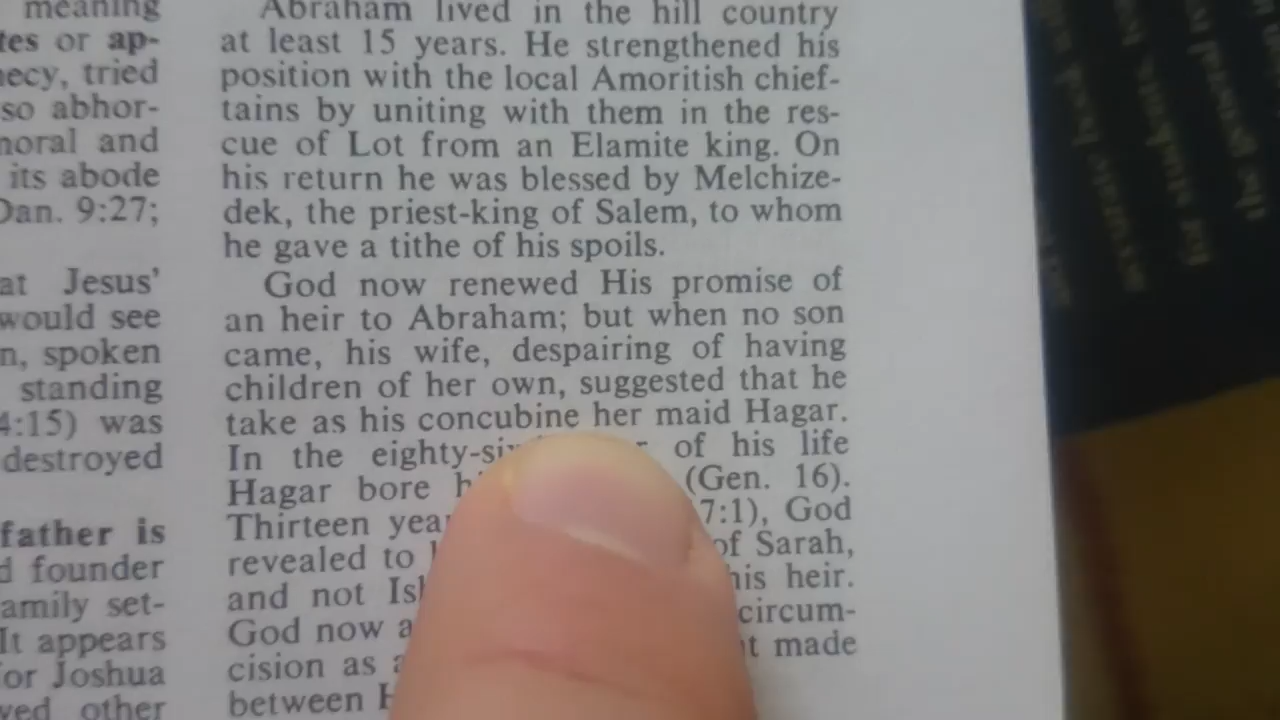 meaning
tes or ap-
hecy, tried
so abhor-
moral and
its abode
Dan. 9:27;
at Jesus'
would see
n, spoken
standing
4:15) was
destroyed
father is
d founder
amily set-
It appears
or Joshua
ved other
Abraham lived in the hill country
at least 15 years. He strengthened his
position with the local Amoritish chief-
tains by uniting with them in the res-
cue of Lot from an Elamite king. On
his return he was blessed by Melchize-
dek, the priest-king of Salem, to whom
he gave a tithe of his spoils.
God now renewed His promise of
an heir to Abraham; but when no son
came, his wife, despairing of having
children of her own, suggested that he
take as his concubine her maid Hagar.
In the of his life
Hagar bore (Gen. 16).
Thirteen 7:1), God
revealed to of Sarah,
and not his heir.
God now circum-
cision as made
between